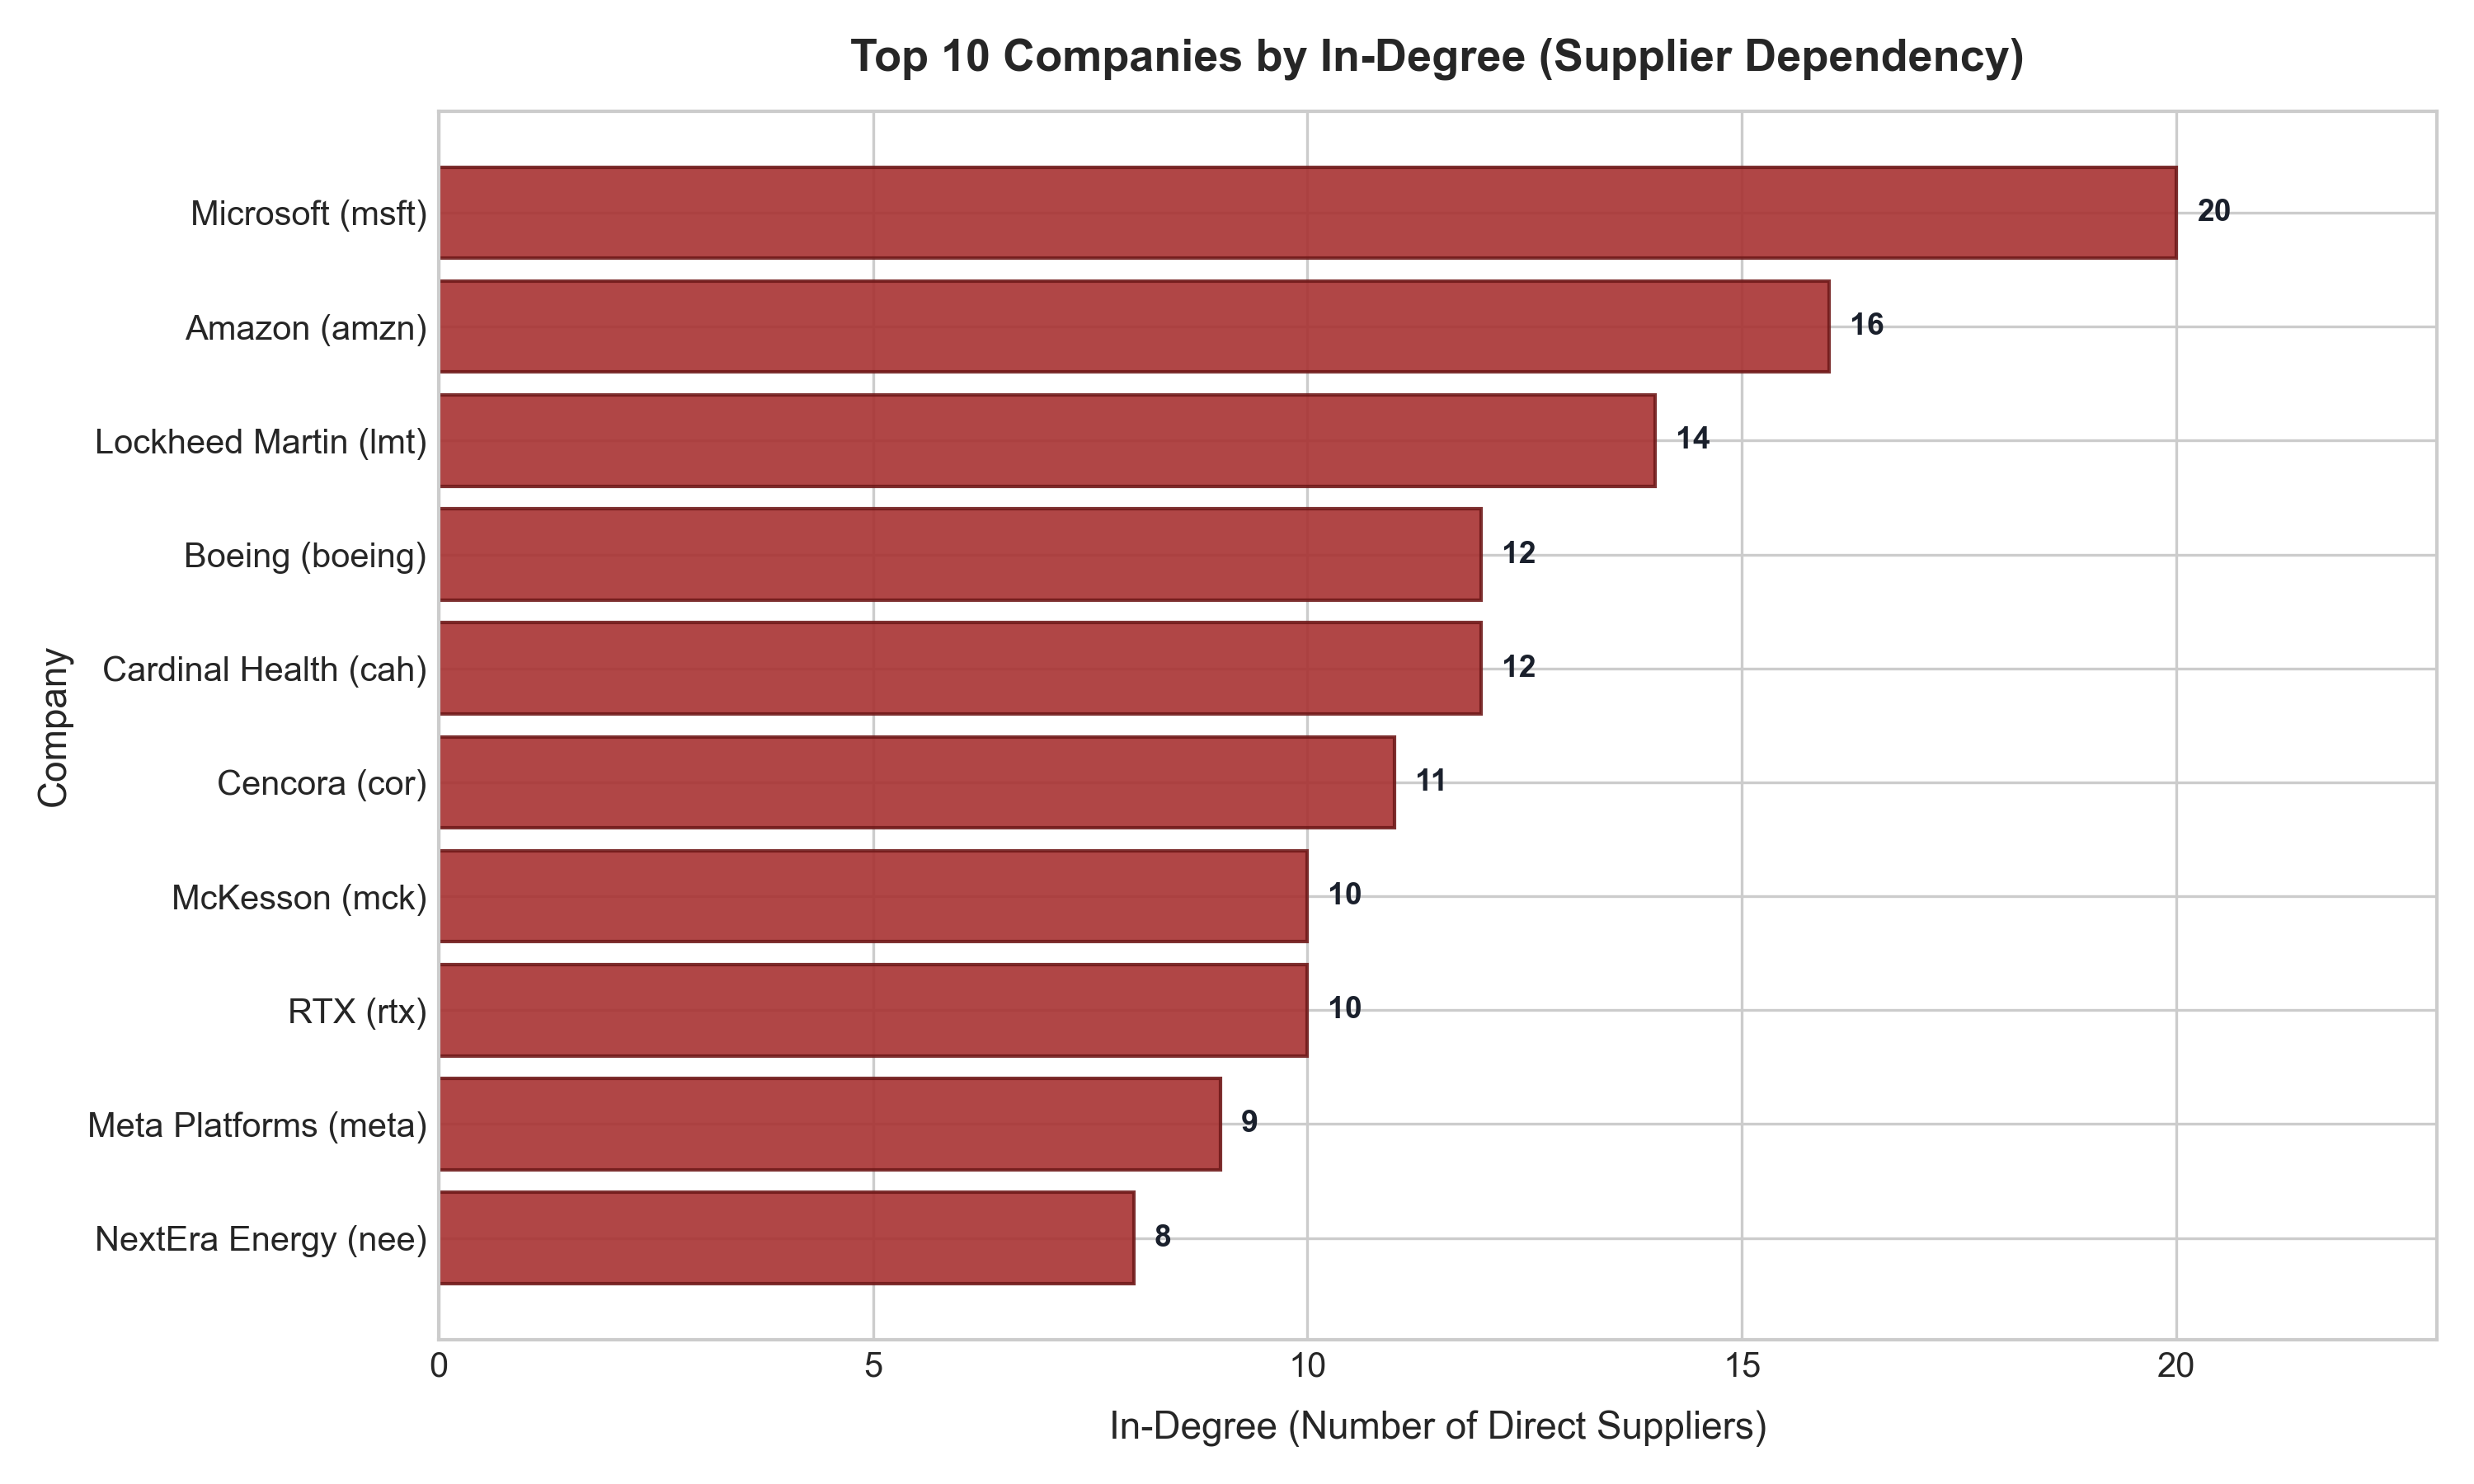 Top 10 Companies by In-Degree (Supplier Dependency)
Company
Microsoft (msft) 20
Amazon (amzn) 16
Lockheed Martin (lmt) 14
Boeing (boeing) 12
Cardinal Health (cah) 12
Cencora (cor) 11
McKesson (mck) 10
RTX (rtx) 10
Meta Platforms (meta) 9
NextEra Energy (nee) 8
0 5 10 15 20
In-Degree (Number of Direct Suppliers)